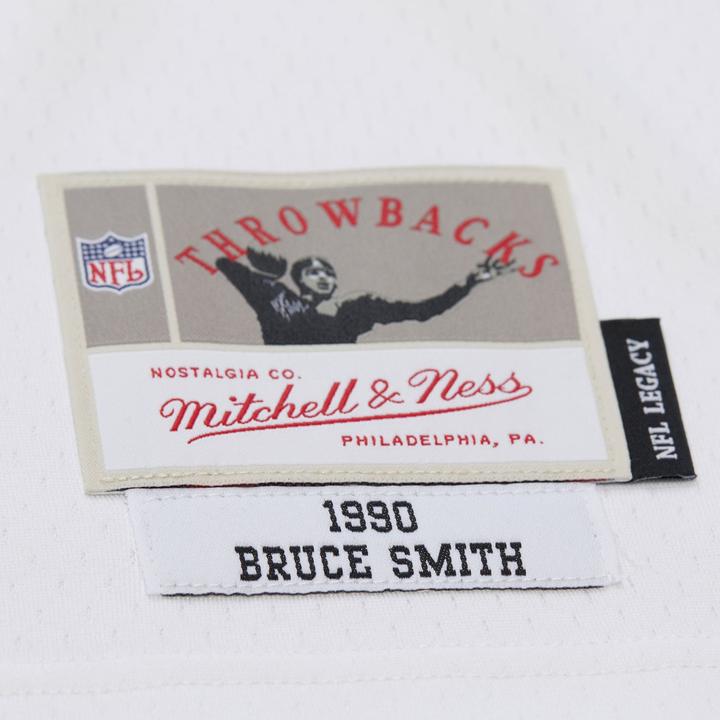 THROWBACKS
NFL
NOSTALGIA CO.
Mitchell & Ness
PHILADELPHIA, PA.
NFL LEGACY
1990
BRUCE SMITH